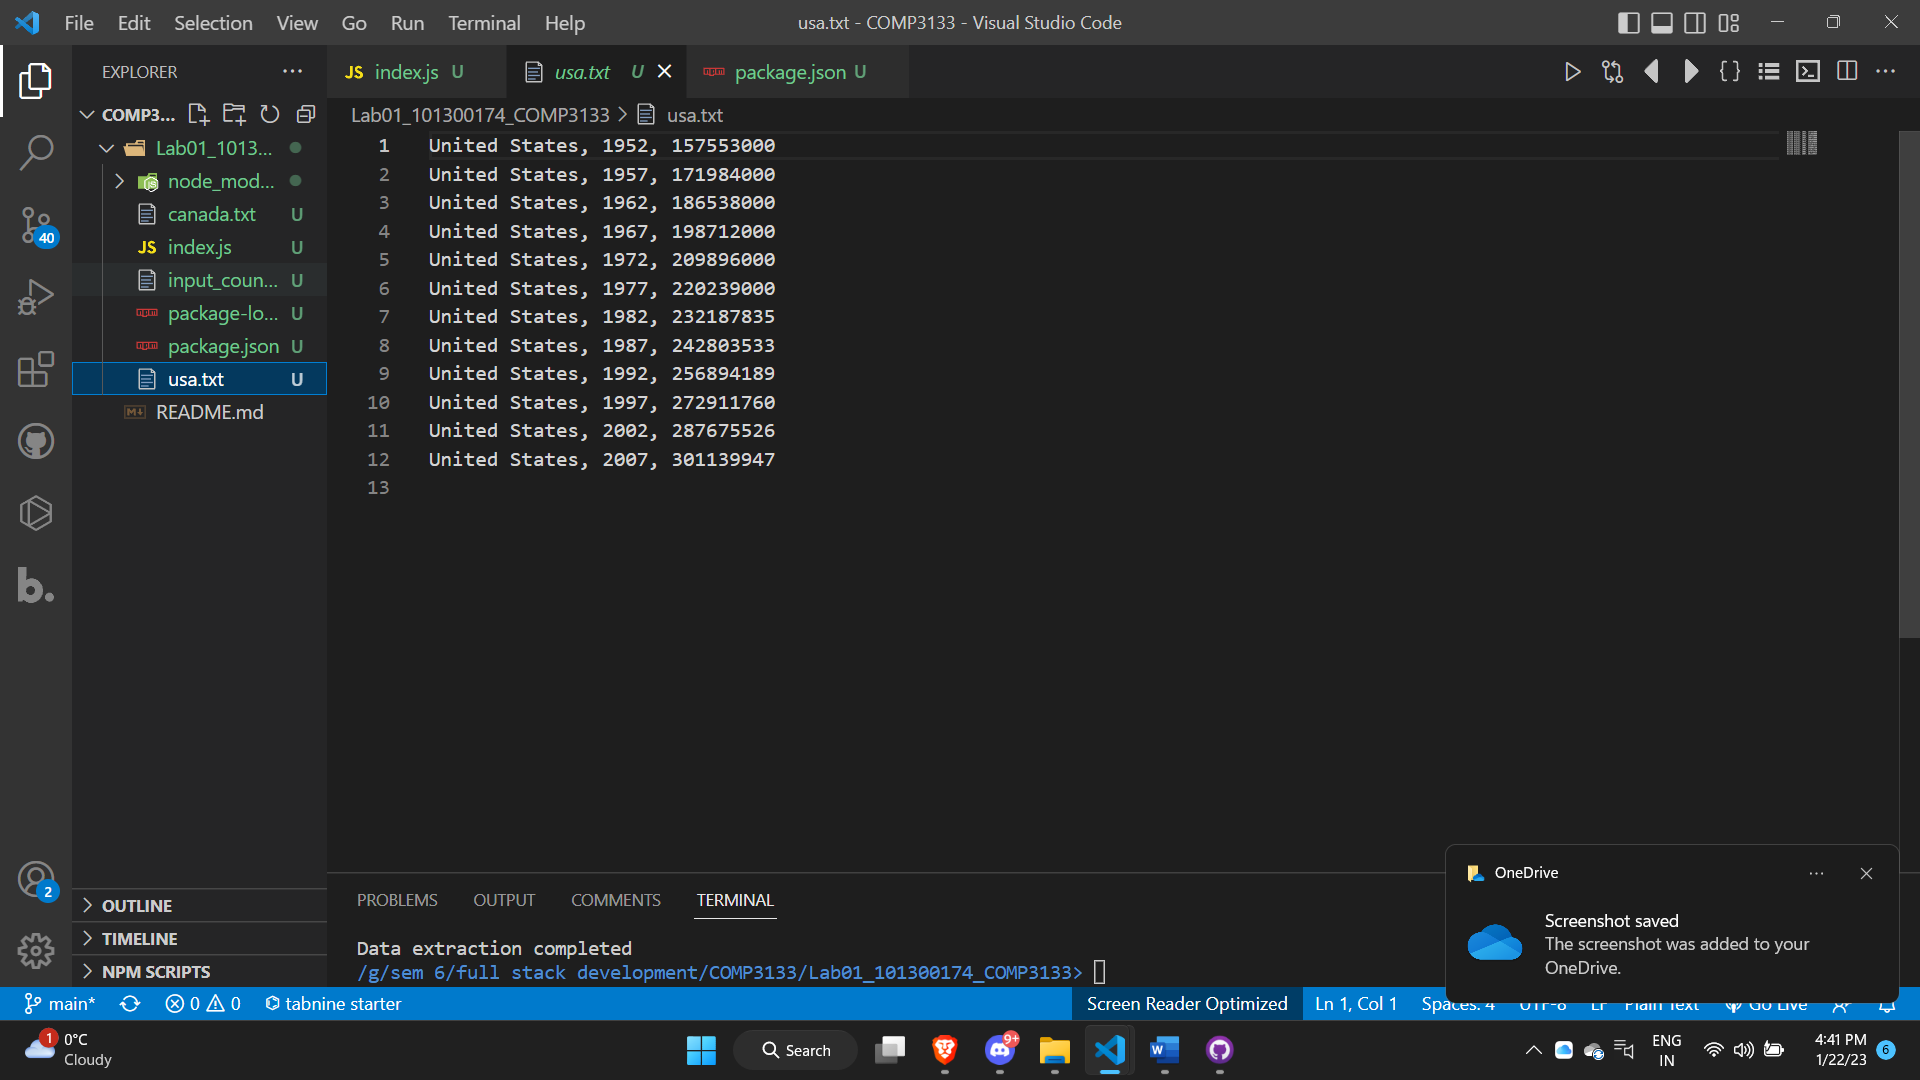 File Edit Selection View Go Run Terminal Help
usa.txt - COMP3133 - Visual Studio Code
EXPLORER
COMP3...
Lab01_1013...
node_mod...
canada.txt U
JS index.js U
input_coun... U
package-lo... U
package.json U
usa.txt U
README.md
OUTLINE
TIMELINE
NPM SCRIPTS
40
2
JS index.js U
usa.txt U
package.json U
Lab01_101300174_COMP3133 > usa.txt
1 United States, 1952, 157553000
2 United States, 1957, 171984000
3 United States, 1962, 186538000
4 United States, 1967, 198712000
5 United States, 1972, 209896000
6 United States, 1977, 220239000
7 United States, 1982, 232187835
8 United States, 1987, 242803533
9 United States, 1992, 256894189
10 United States, 1997, 272911760
11 United States, 2002, 287675526
12 United States, 2007, 301139947
13
PROBLEMS OUTPUT COMMENTS TERMINAL
Data extraction completed
/g/sem 6/full stack development/COMP3133/Lab01_101300174_COMP3133>
OneDrive
Screenshot saved
The screenshot was added to your
OneDrive.
main* 0 0 tabnine starter
Screen Reader Optimized Ln 1, Col 1 Spaces: 4 UTF-8 LF Plain Text Go Live
1
0°C
Cloudy
Search
9+
ENG
IN
4:41 PM
1/22/23
6